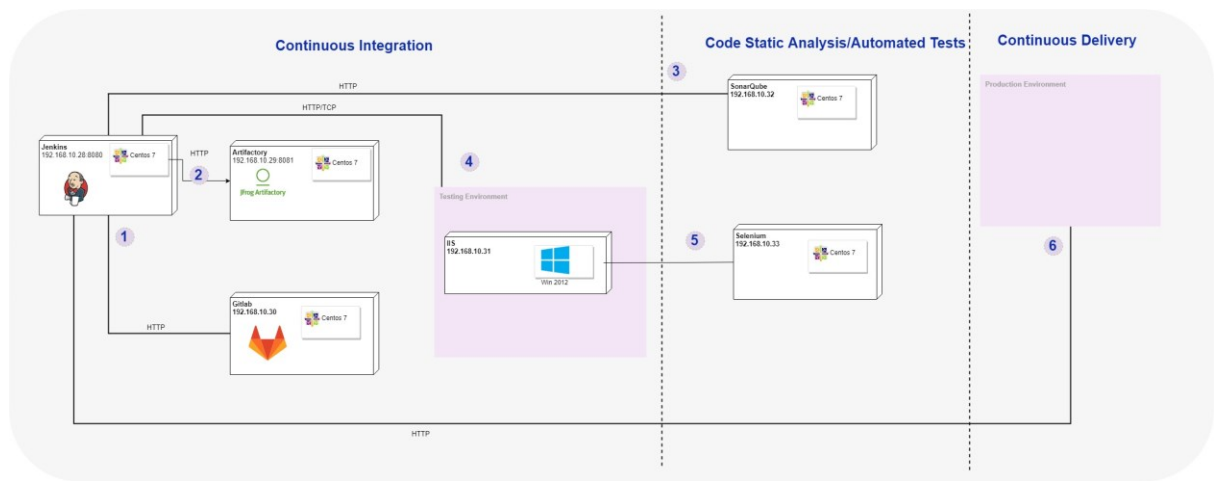 Continuous Integration
Code Static Analysis/Automated Tests
Continuous Delivery
3
HTTP
SonarQube
192.168.10.32
Centos 7
Production Environment
HTTP/TCP
Jenkins
192.168.10.28:8080
Centos 7
HTTP
2
Artifactory
192.168.10.29:8081
Centos 7
JFrog Artifactory
4
Testing Environment
1
IIS
192.168.10.31
Win 2012
5
Selenium
192.168.10.33
Centos 7
6
Gitlab
192.168.10.30
Centos 7
HTTP
HTTP